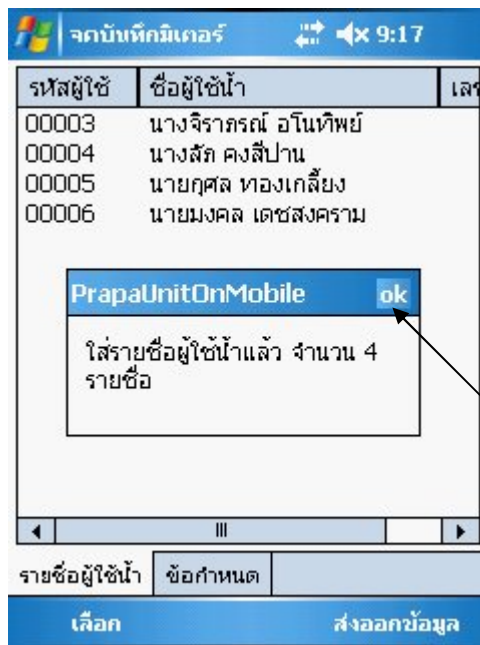 จดบันทึกมิเตอร์ 9:17
รหัสผู้ใช้ ชื่อผู้ใช้น้ำ เลข
00003 นางจิราภรณ์ อโนทิพย์
00004 นางลัภ คงสีปาน
00005 นายกุศล ทองเกลี้ยง
00006 นายมงคล เดชสงคราม
PrapaUnitOnMobile ok
ใส่รายชื่อผู้ใช้น้ำแล้ว จำนวน 4
รายชื่อ
รายชื่อผู้ใช้น้ำ ข้อกำหนด
เลือก ส่งออกข้อมูล